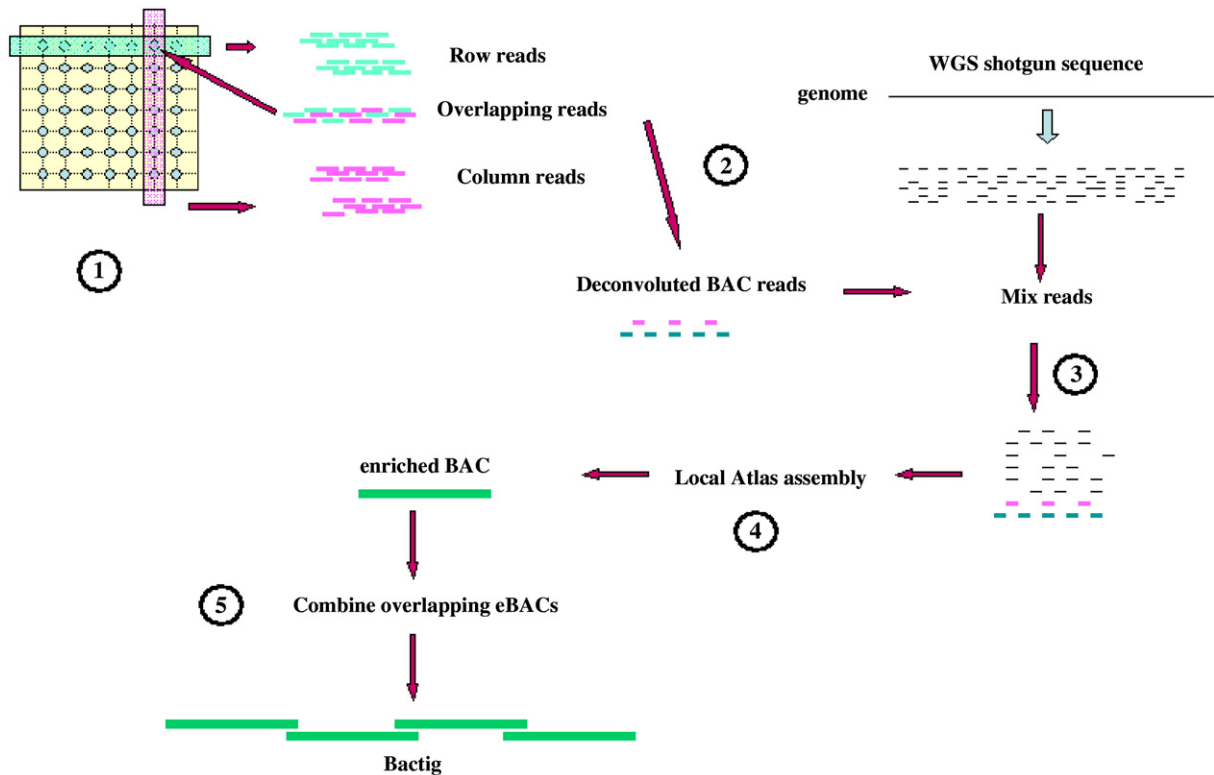 Row reads
Overlapping reads
Column reads
1
2
WGS shotgun sequence
genome
Deconvoluted BAC reads
Mix reads
3
Local Atlas assembly
4
enriched BAC
5
Combine overlapping eBACs
Bactig